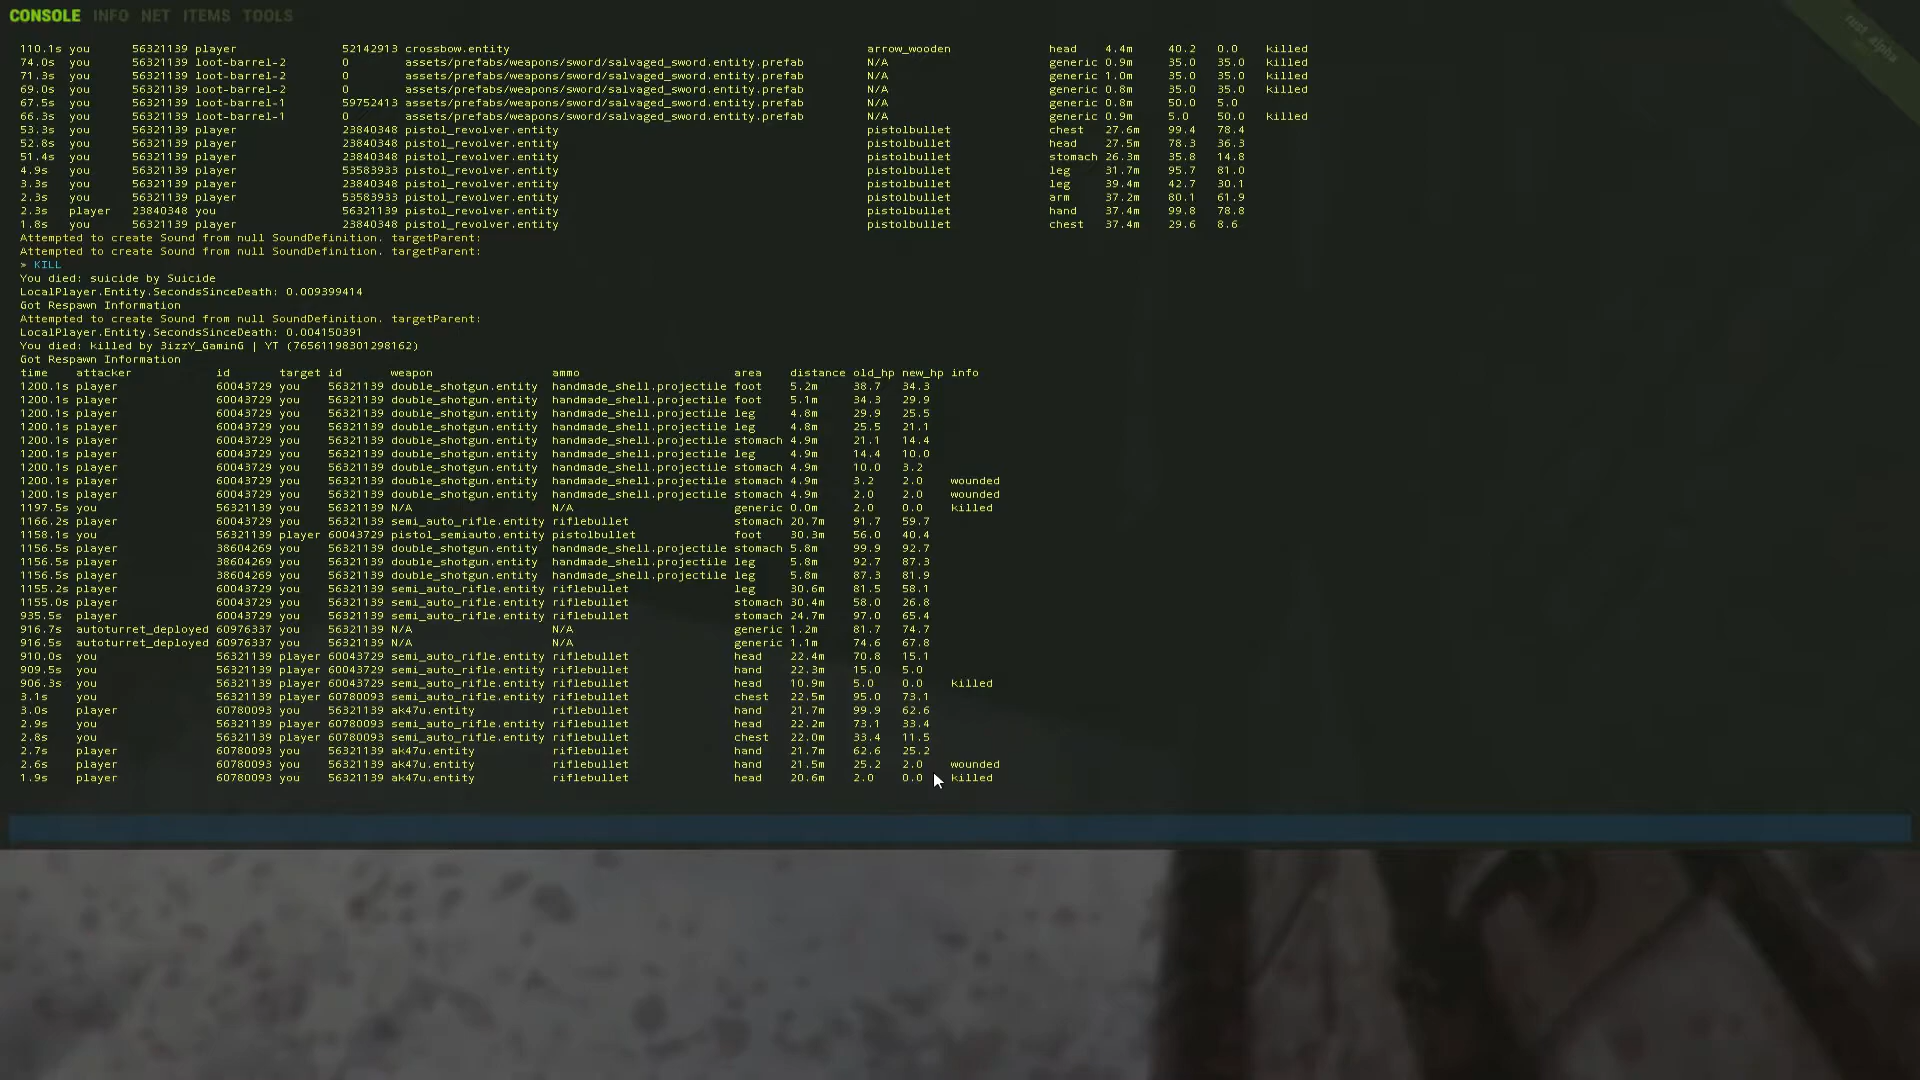 CONSOLE INFO NET ITEMS TOOLS
110.1s you 56321139 player 52142913 crossbow.entity arrow_wooden head 4.4m 40.2 0.0 killed
74.0s you 56321139 loot-barrel-2 0 assets/prefabs/weapons/sword/salvaged_sword.entity.prefab N/A generic 0.9m 35.0 35.0 killed
71.3s you 56321139 loot-barrel-2 0 assets/prefabs/weapons/sword/salvaged_sword.entity.prefab N/A generic 1.0m 35.0 35.0 killed
69.0s you 56321139 loot-barrel-2 0 assets/prefabs/weapons/sword/salvaged_sword.entity.prefab N/A generic 0.8m 35.0 35.0 killed
67.5s you 56321139 loot-barrel-1 59752413 assets/prefabs/weapons/sword/salvaged_sword.entity.prefab N/A generic 0.8m 50.0 5.0
66.3s you 56321139 loot-barrel-1 0 assets/prefabs/weapons/sword/salvaged_sword.entity.prefab N/A generic 0.9m 5.0 50.0 killed
53.3s you 56321139 player 23840348 pistol_revolver.entity pistolbullet chest 27.6m 99.4 78.4
52.8s you 56321139 player 23840348 pistol_revolver.entity pistolbullet head 27.5m 78.3 36.3
51.4s you 56321139 player 23840348 pistol_revolver.entity pistolbullet stomach 26.3m 35.8 14.8
4.9s you 56321139 player 53583933 pistol_revolver.entity pistolbullet leg 31.7m 95.7 81.0
3.3s you 56321139 player 23840348 pistol_revolver.entity pistolbullet leg 39.4m 42.7 30.1
2.3s you 56321139 player 53583933 pistol_revolver.entity pistolbullet arm 37.2m 80.1 61.9
2.3s player 23840348 you 56321139 pistol_revolver.entity pistolbullet hand 37.4m 99.8 78.8
1.8s you 56321139 player 23840348 pistol_revolver.entity pistolbullet chest 37.4m 29.6 8.6
Attempted to create Sound from null SoundDefinition. targetParent:
Attempted to create Sound from null SoundDefinition. targetParent:
» KILL
You died: suicide by Suicide
LocalPlayer.Entity.SecondsSinceDeath: 0.009399414
Got Respawn Information
Attempted to create Sound from null SoundDefinition. targetParent:
LocalPlayer.Entity.SecondsSinceDeath: 0.004150391
You died: killed by 3izzY_GaminG | YT (76561198301298162)
Got Respawn Information
time attacker id target id weapon ammo area distance old_hp new_hp info
1200.1s player 60043729 you 56321139 double_shotgun.entity handmade_shell.projectile foot 5.2m 38.7 34.3
1200.1s player 60043729 you 56321139 double_shotgun.entity handmade_shell.projectile foot 5.1m 34.3 29.9
1200.1s player 60043729 you 56321139 double_shotgun.entity handmade_shell.projectile leg 4.8m 29.9 25.5
1200.1s player 60043729 you 56321139 double_shotgun.entity handmade_shell.projectile leg 4.8m 25.5 21.1
1200.1s player 60043729 you 56321139 double_shotgun.entity handmade_shell.projectile stomach 4.9m 21.1 14.4
1200.1s player 60043729 you 56321139 double_shotgun.entity handmade_shell.projectile leg 4.9m 14.4 10.0
1200.1s player 60043729 you 56321139 double_shotgun.entity handmade_shell.projectile stomach 4.9m 10.0 3.2
1200.1s player 60043729 you 56321139 double_shotgun.entity handmade_shell.projectile stomach 4.9m 3.2 2.0 wounded
1200.1s player 60043729 you 56321139 double_shotgun.entity handmade_shell.projectile stomach 4.9m 2.0 2.0 wounded
1197.5s you 56321139 you 56321139 N/A N/A generic 0.0m 2.0 0.0 killed
1166.2s player 60043729 you 56321139 semi_auto_rifle.entity riflebullet stomach 20.7m 91.7 59.7
1158.1s you 56321139 player 60043729 pistol_semiauto.entity pistolbullet foot 30.3m 56.0 40.4
1156.5s player 38604269 you 56321139 double_shotgun.entity handmade_shell.projectile stomach 5.8m 99.9 92.7
1156.5s player 38604269 you 56321139 double_shotgun.entity handmade_shell.projectile leg 5.8m 92.7 87.3
1156.5s player 38604269 you 56321139 double_shotgun.entity handmade_shell.projectile leg 5.8m 87.3 81.9
1155.2s player 60043729 you 56321139 semi_auto_rifle.entity riflebullet leg 30.6m 81.5 58.1
1155.0s player 60043729 you 56321139 semi_auto_rifle.entity riflebullet stomach 30.4m 58.0 26.8
935.5s player 60043729 you 56321139 semi_auto_rifle.entity riflebullet stomach 24.7m 97.0 65.4
916.7s autoturret_deployed 60976337 you 56321139 N/A N/A generic 1.2m 81.7 74.7
916.5s autoturret_deployed 60976337 you 56321139 N/A N/A generic 1.1m 74.6 67.8
910.0s you 56321139 player 60043729 semi_auto_rifle.entity riflebullet head 22.4m 70.8 15.1
909.5s you 56321139 player 60043729 semi_auto_rifle.entity riflebullet hand 22.3m 15.0 5.0
906.3s you 56321139 player 60043729 semi_auto_rifle.entity riflebullet head 10.9m 5.0 0.0 killed
3.1s you 56321139 player 60780093 semi_auto_rifle.entity riflebullet chest 22.5m 95.0 73.1
3.0s player 60780093 you 56321139 ak47u.entity riflebullet hand 21.7m 99.9 62.6
2.9s you 56321139 player 60780093 semi_auto_rifle.entity riflebullet head 22.2m 73.1 33.4
2.8s you 56321139 player 60780093 semi_auto_rifle.entity riflebullet chest 22.0m 33.4 11.5
2.7s player 60780093 you 56321139 ak47u.entity riflebullet hand 21.7m 62.6 25.2
2.6s player 60780093 you 56321139 ak47u.entity riflebullet hand 21.5m 25.2 2.0 wounded
1.9s player 60780093 you 56321139 ak47u.entity riflebullet head 20.6m 2.0 0.0 killed